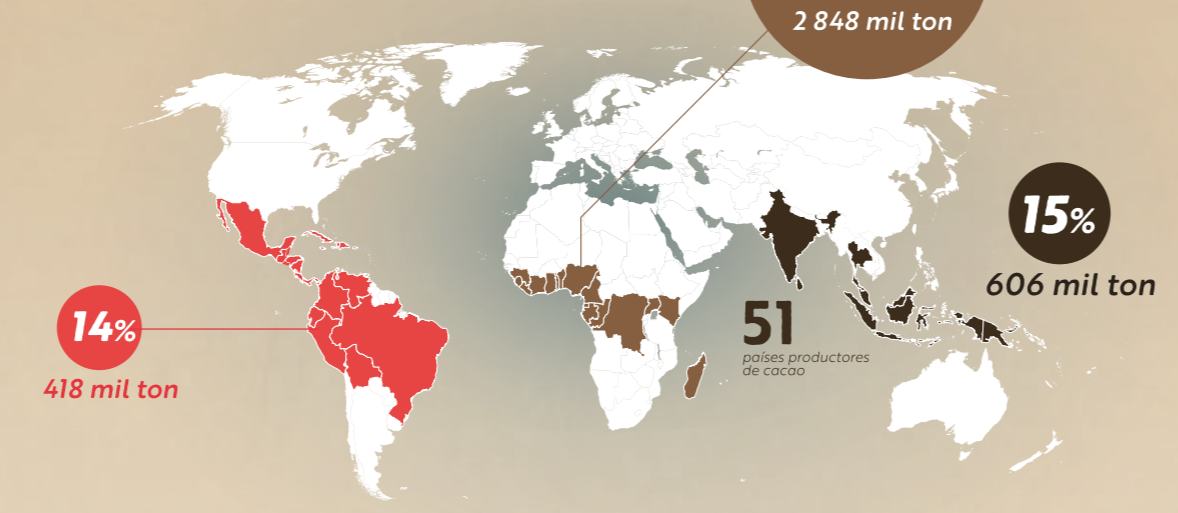 2 848 mil ton
15%
606 mil ton
14%
418 mil ton
51
países productores
de cacao